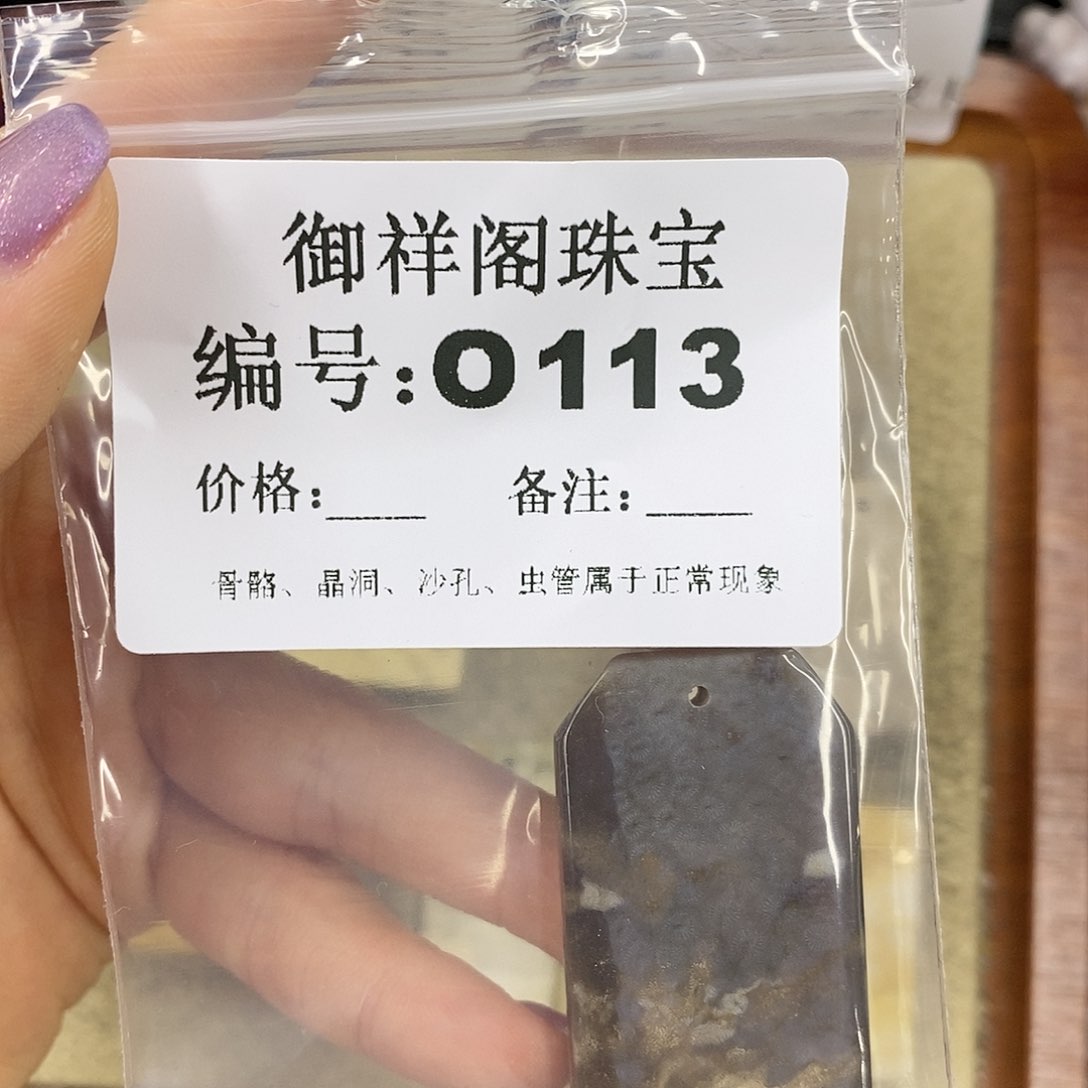 御祥阁珠宝
编号:O113
价格:____ 备注:____
骨骼、晶洞、沙孔、虫管属于正常现象